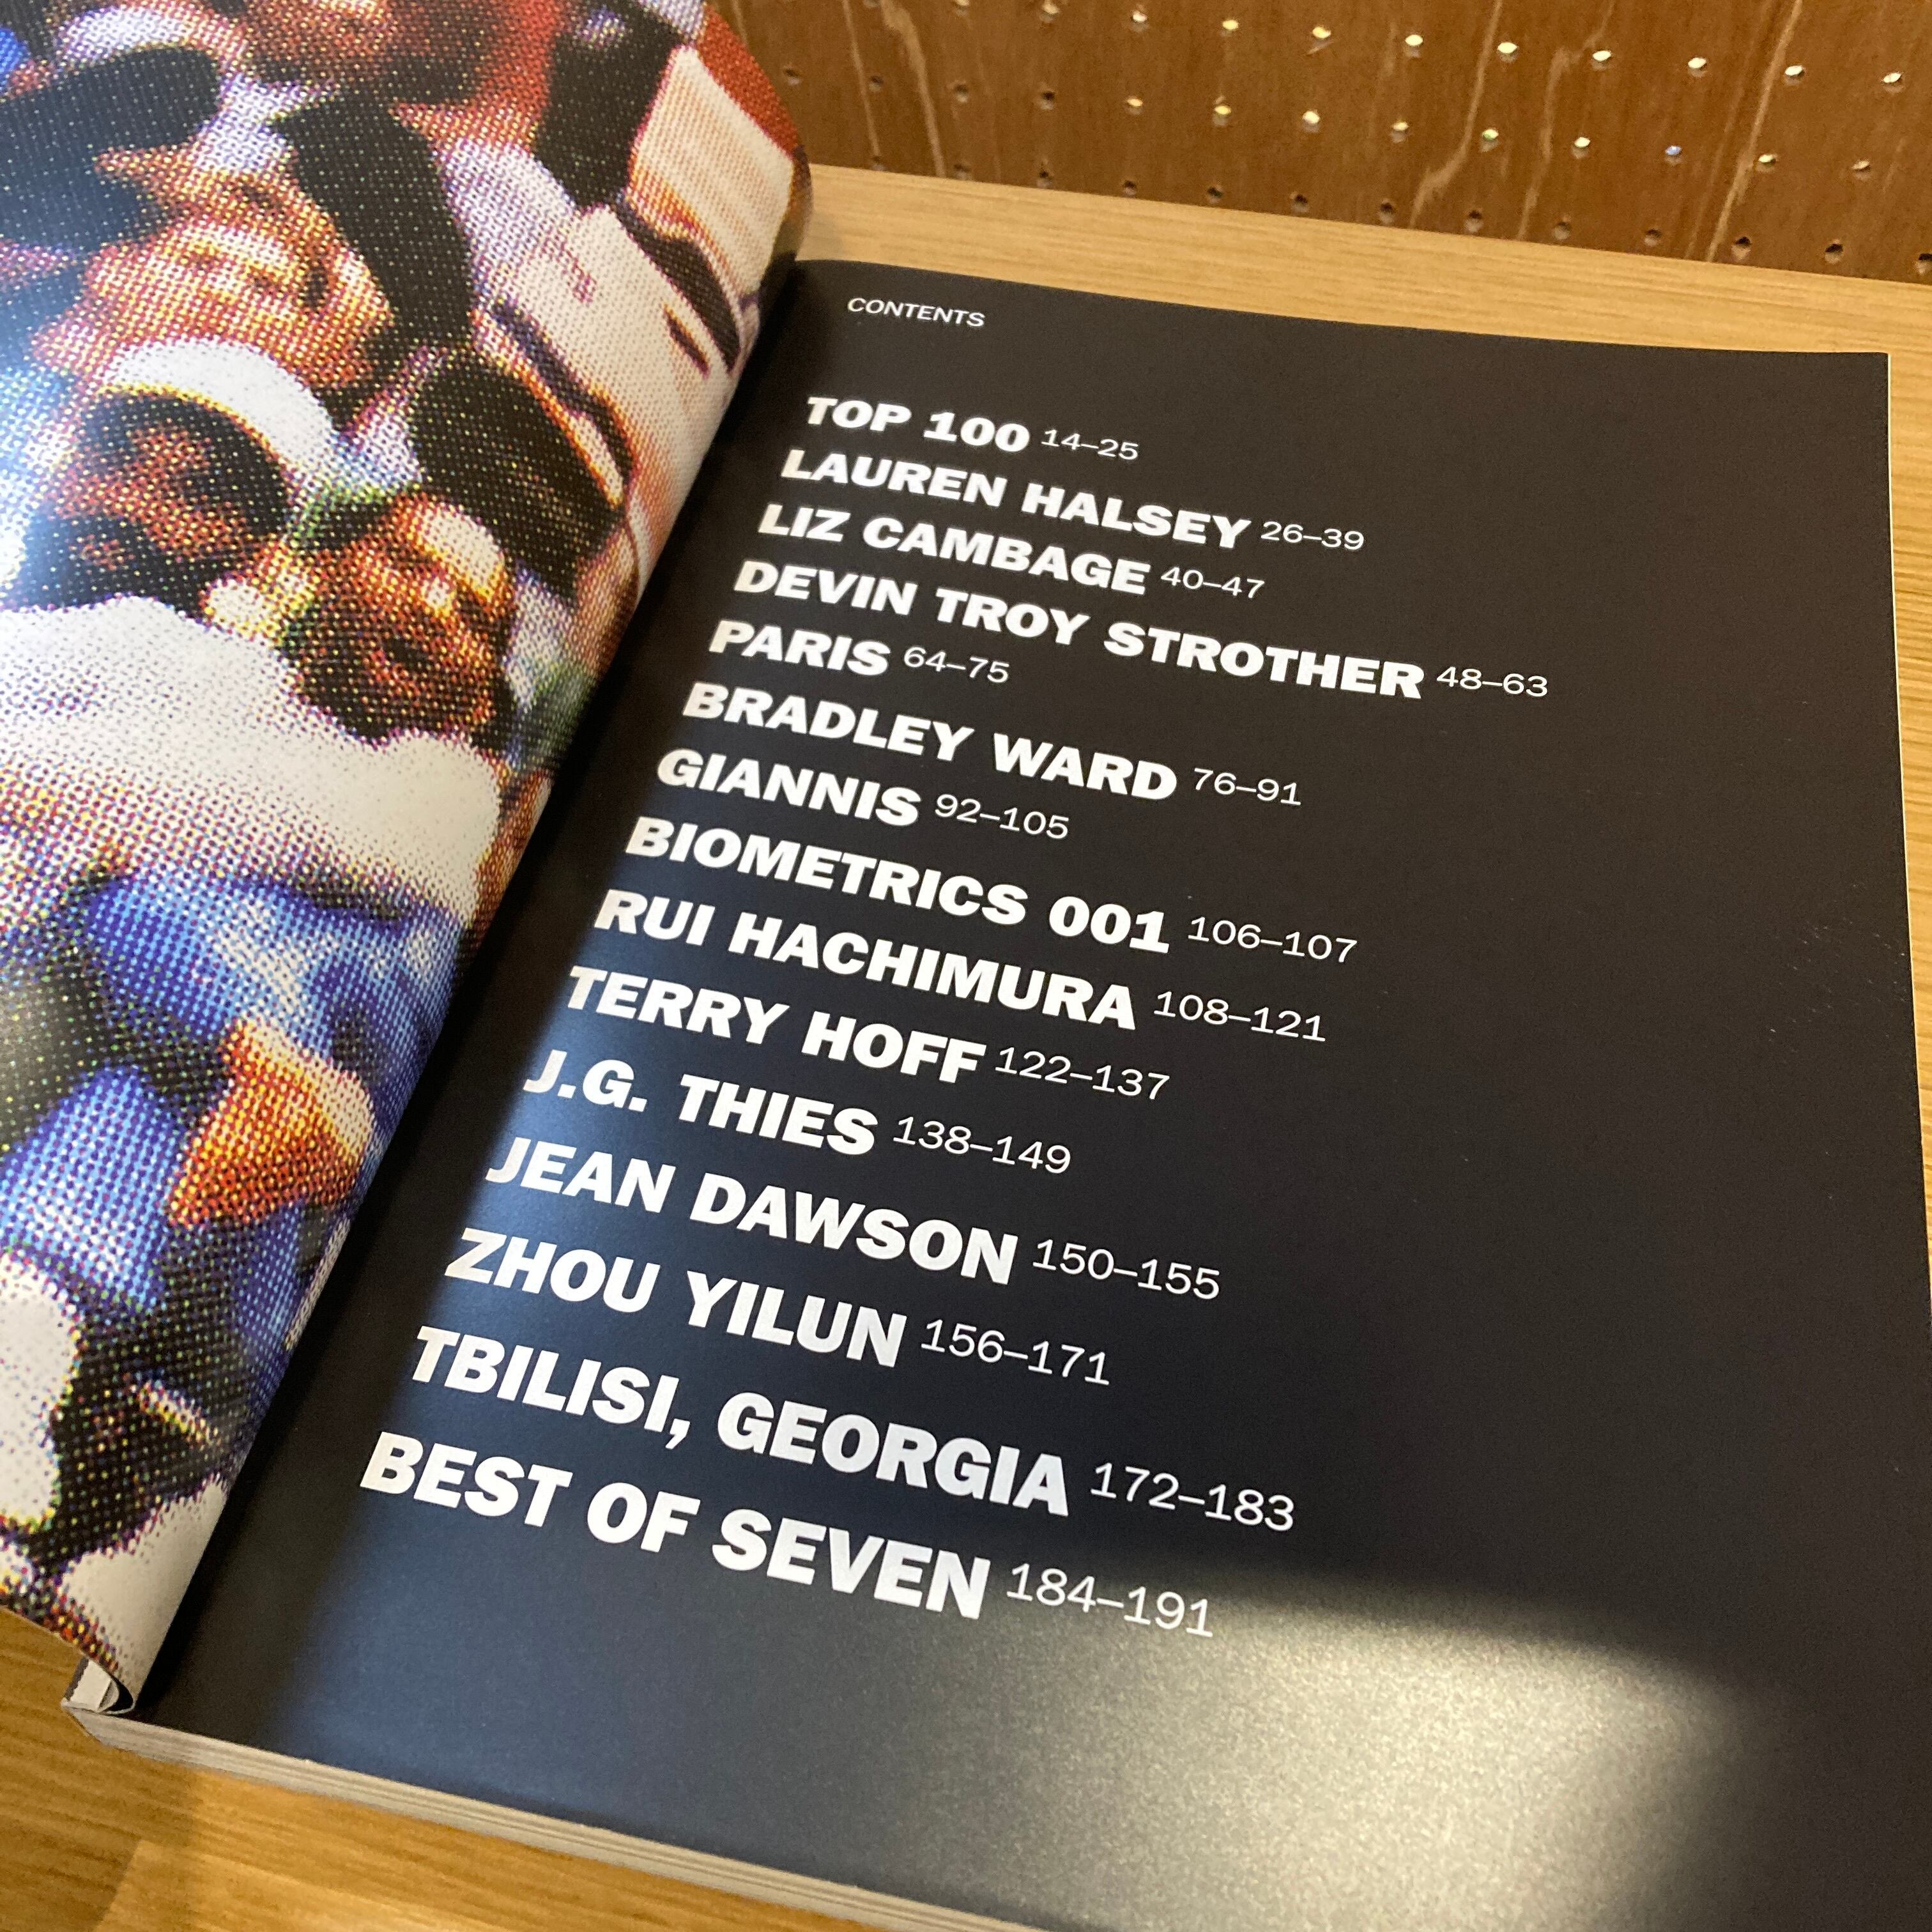 CONTENTS
TOP 100 14–25
LAUREN HALSEY 26–39
LIZ CAMBAGE 40–47
DEVIN TROY STROTHER 48–63
PARIS 64–75
BRADLEY WARD 76–91
GIANNIS 92–105
BIOMETRICS 001 106–107
RUI HACHIMURA 108–121
TERRY HOFF 122–137
J.G. THIES 138–149
JEAN DAWSON 150–155
ZHOU YILUN 156–171
TBILISI, GEORGIA 172–183
BEST OF SEVEN 184–191